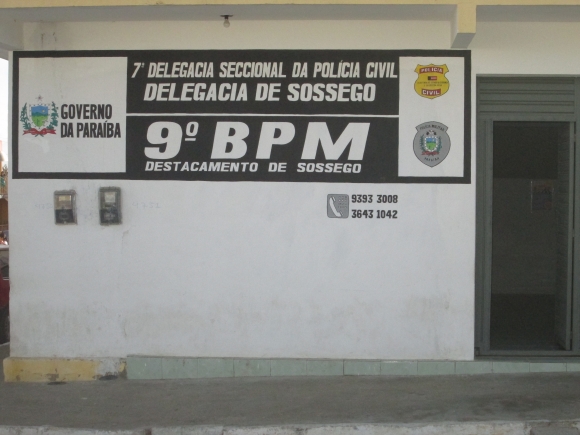 GOVERNO
DA PARAÍBA
7ª DELEGACIA SECCIONAL DA POLÍCIA CIVIL
DELEGACIA DE SOSSEGO
POLÍCIA
CIVIL
9º BPM
DESTACAMENTO DE SOSSEGO
9393 3008
3643 1042